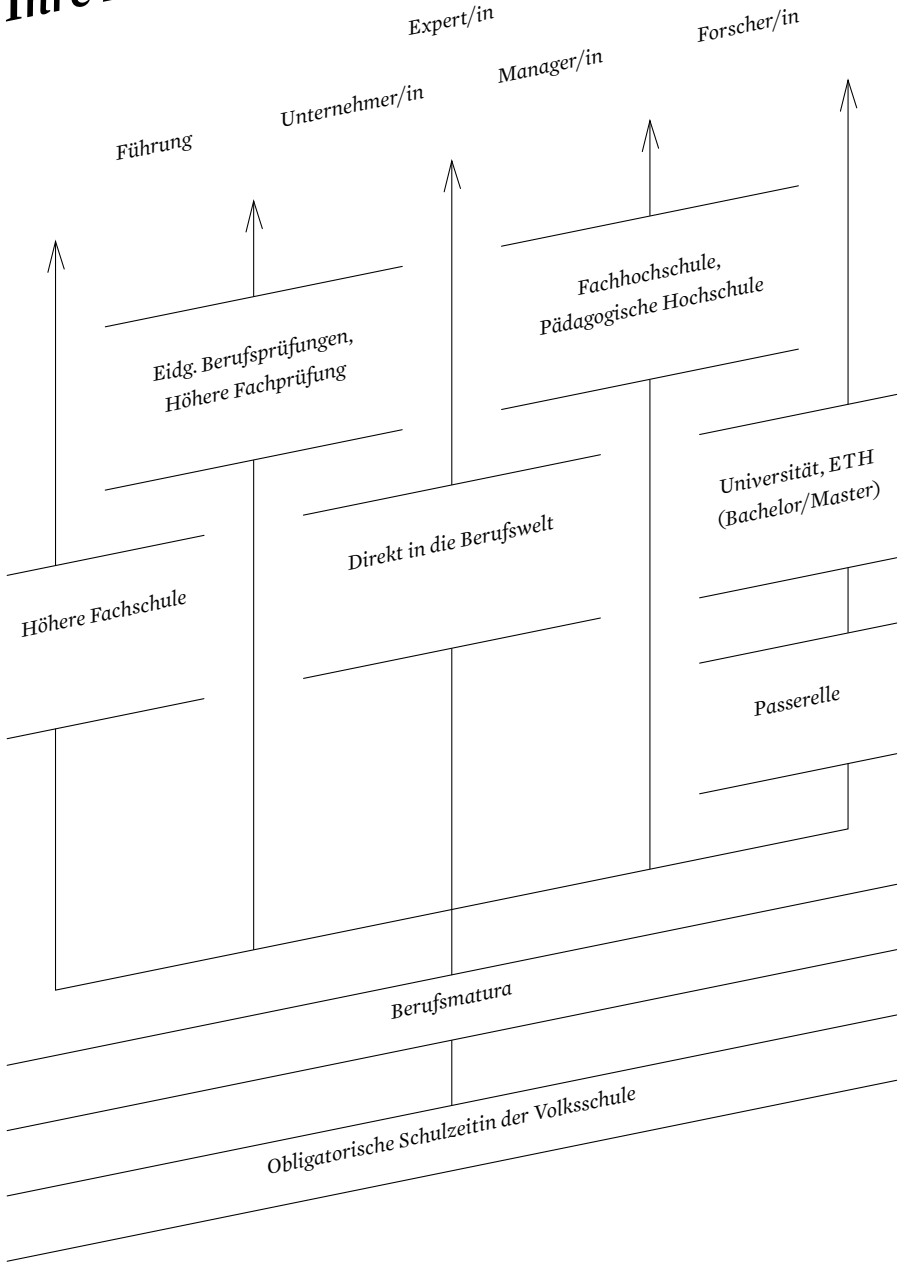 Ihre
Expert/in
Forscher/in
Manager/in
Unternehmer/in
Führung
Fachhochschule,
Pädagogische Hochschule
Eidg. Berufsprüfungen,
Höhere Fachprüfung
Universität, ETH
(Bachelor/Master)
Direkt in die Berufswelt
Höhere Fachschule
Passerelle
Berufsmatura
Obligatorische Schulzeitin der Volksschule